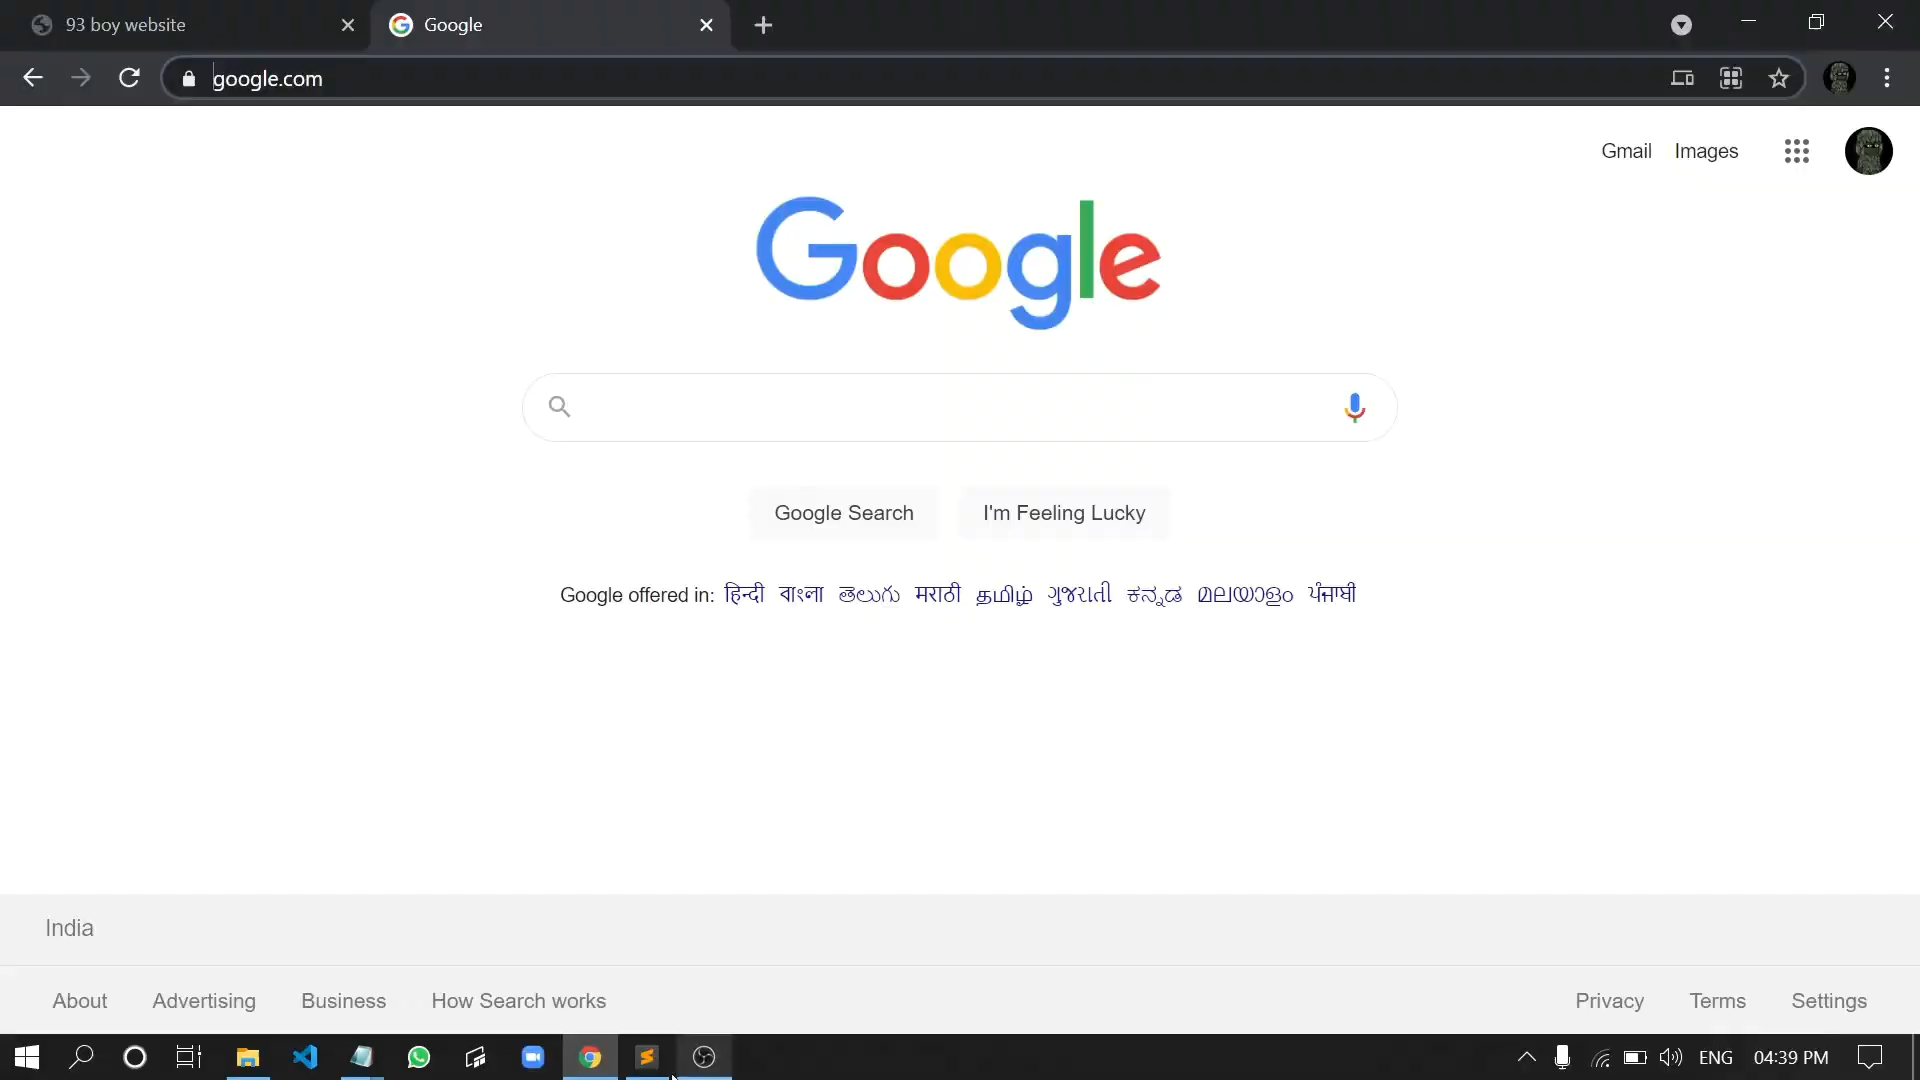 93 boy website
Google
google.com
Gmail Images
Google
Google Search I'm Feeling Lucky
Google offered in: हिन्दी বাংলা తెలుగు मराठी தமிழ் ગુજરાતી ಕನ್ನಡ മലയാളം ਪੰਜਾਬੀ
India
About Advertising Business How Search works Privacy Terms Settings
ENG 04:39 PM